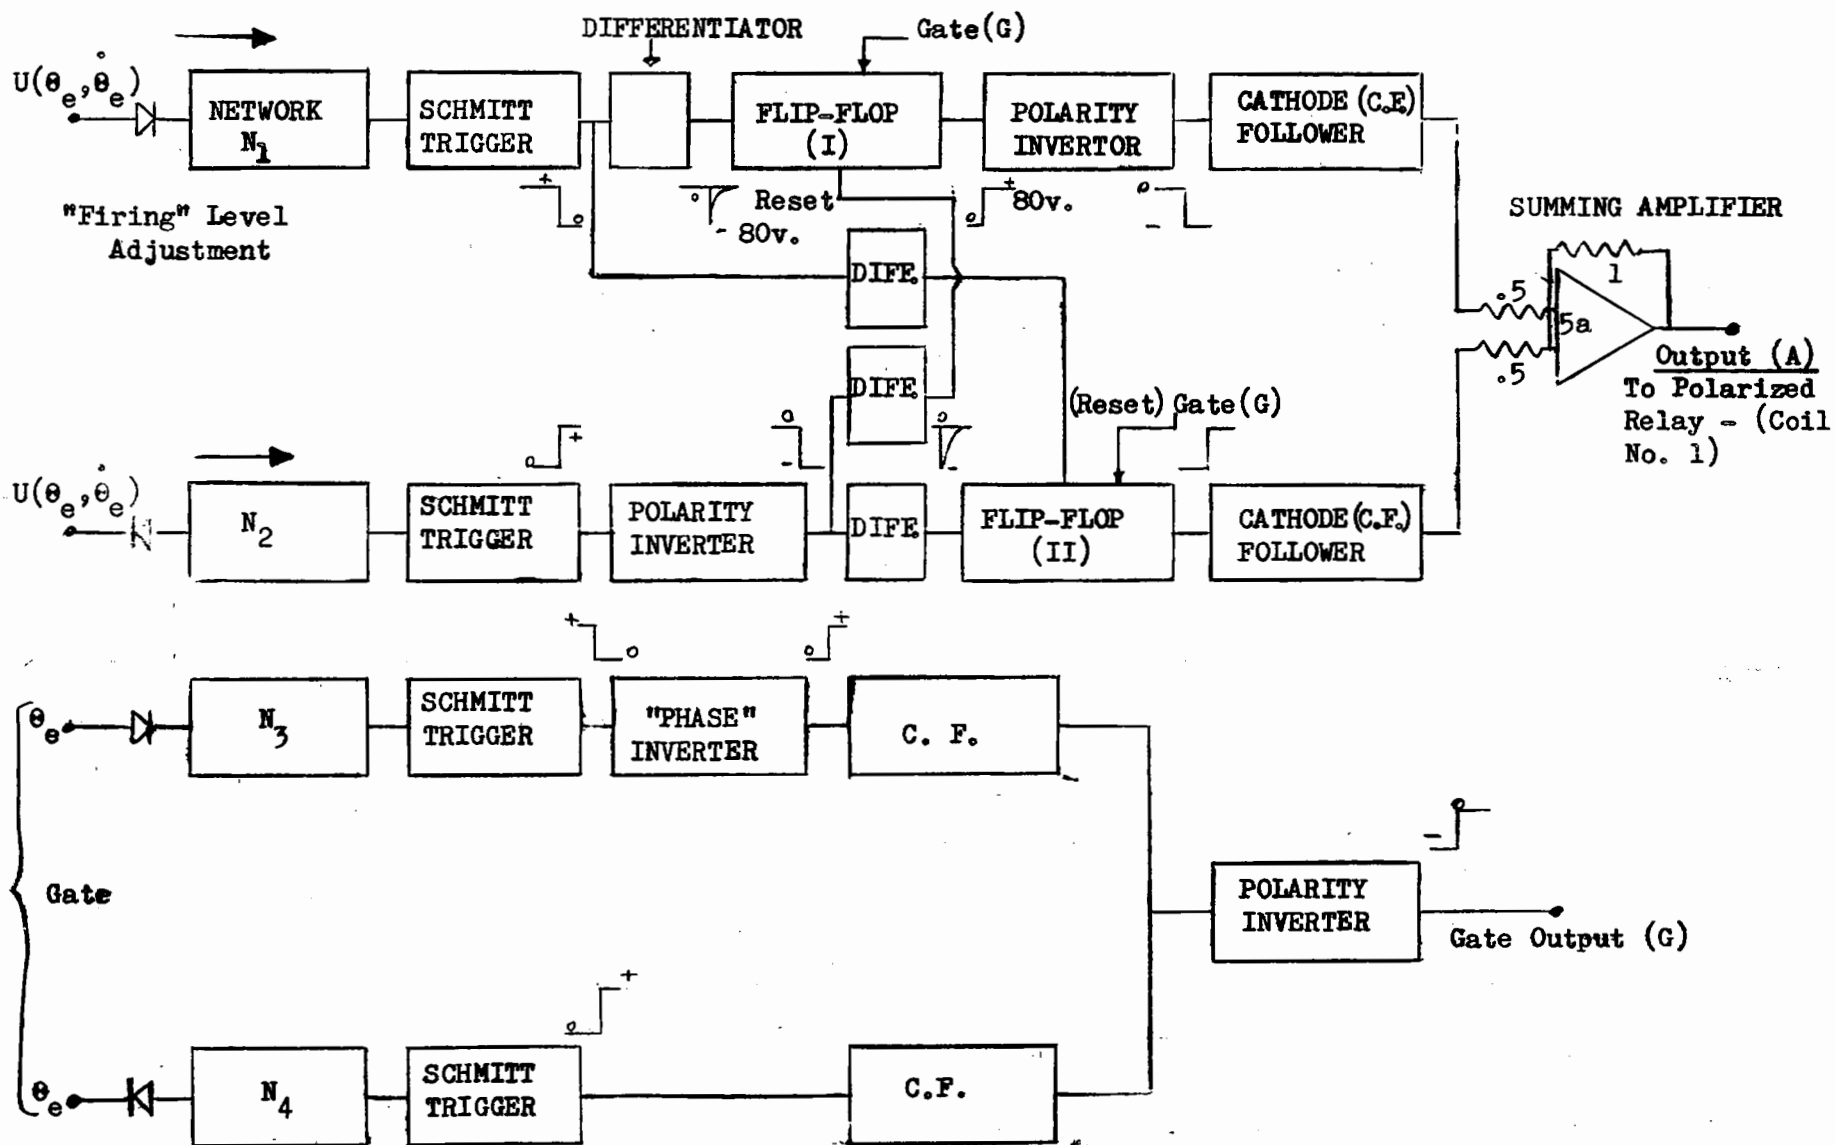 DIFFERENTIATOR
Gate(G)
U(θe,θ̇e)
NETWORK
N1
SCHMITT
TRIGGER
FLIP-FLOP
(I)
POLARITY
INVERTOR
CATHODE (C.F.)
FOLLOWER
"Firing" Level
Adjustment
+
o
o
-
80v.
Reset
o
+
80v.
o
-
SUMMING AMPLIFIER
1
.5
5a
.5
Output (A)
To Polarized
Relay - (Coil
No. 1)
DIFF.
DIFF.
(Reset) Gate(G)
o
+
o
-
o
-
U(θe,θ̇e)
N2
SCHMITT
TRIGGER
POLARITY
INVERTER
DIFF.
FLIP-FLOP
(II)
CATHODE (C.F.)
FOLLOWER
+
o
o
+
θe
N3
SCHMITT
TRIGGER
"PHASE"
INVERTER
C. F.
Gate
o
-
POLARITY
INVERTER
Gate Output (G)
o
+
θe
N4
SCHMITT
TRIGGER
C.F.